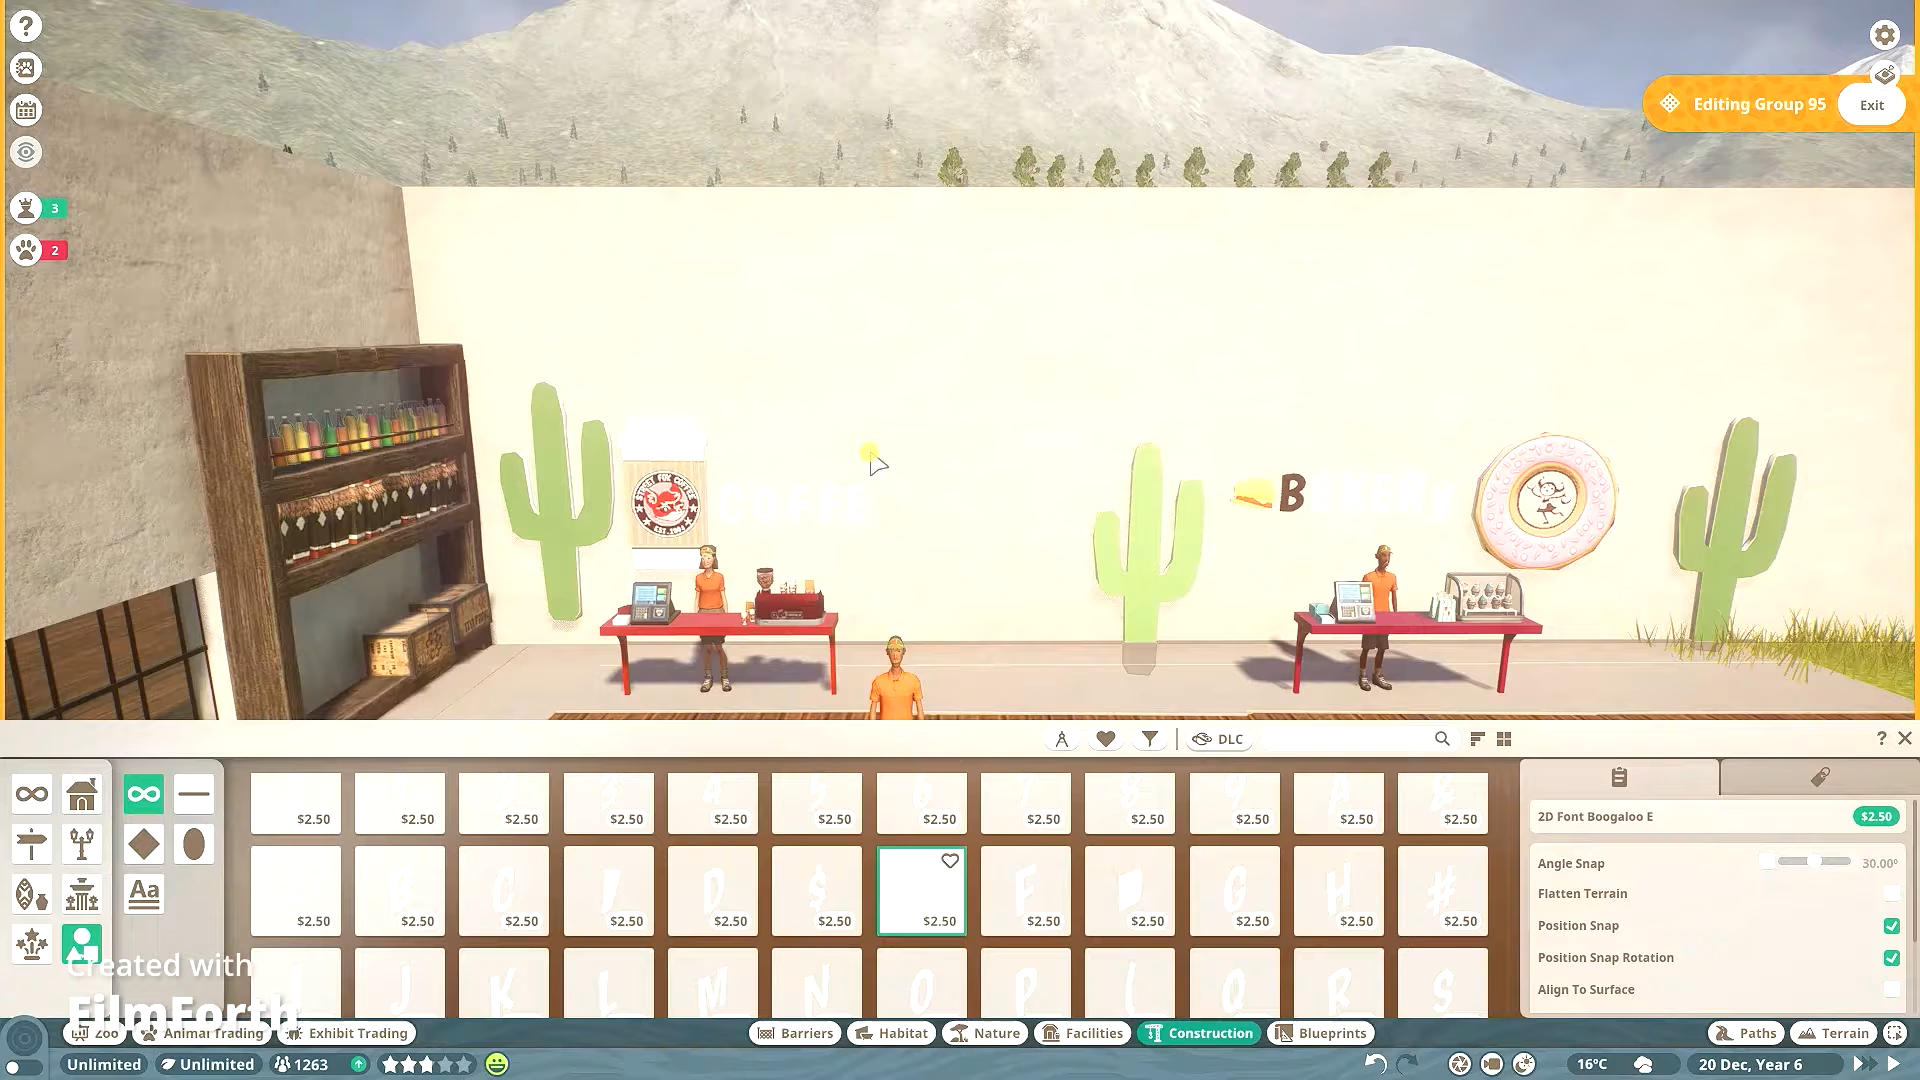 ?
Editing Group 95
Exit
3
2
STREET FOX COFFEE
EST. 1994
COFFE
B
DLC
?
$2.50 $2.50 $2.50 $2.50 $2.50 $2.50 $2.50 $2.50 $2.50 $2.50 $2.50 $2.50
D $ F G H #
$2.50 $2.50 $2.50 $2.50 $2.50 $2.50 $2.50 $2.50 $2.50 $2.50 $2.50 $2.50
J K L M N O P ( Q R S
Aa
2D Font Boogaloo E
$2.50
Angle Snap
30.00°
Flatten Terrain
Position Snap
Position Snap Rotation
Align To Surface
Created with
FilmForth
Zoo
Animal Trading
Exhibit Trading
Barriers
Habitat
Nature
Facilities
Construction
Blueprints
Paths
Terrain
Unlimited
Unlimited
1263
16°C
20 Dec, Year 6